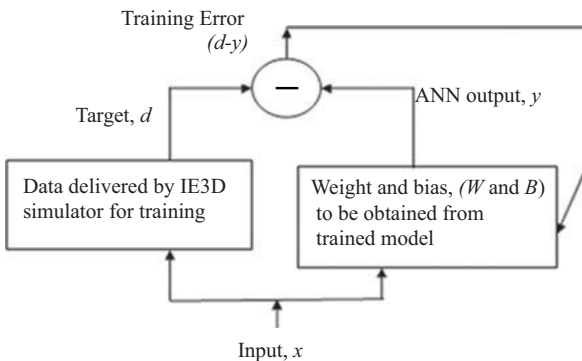 Training Error
(d-y)
−
Target, d
ANN output, y
Data delivered by IE3D
simulator for training
Weight and bias, (W and B)
to be obtained from
trained model
Input, x